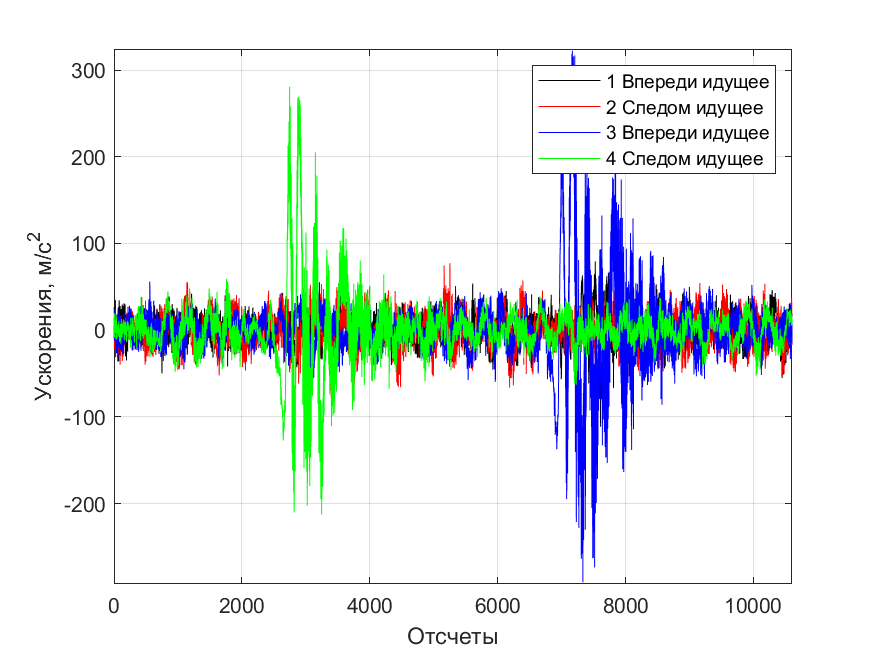 300
200
100
0
-100
-200
0 2000 4000 6000 8000 10000
Отсчеты
Ускорения, м/с²
1 Впереди идущее
2 Следом идущее
3 Впереди идущее
4 Следом идущее